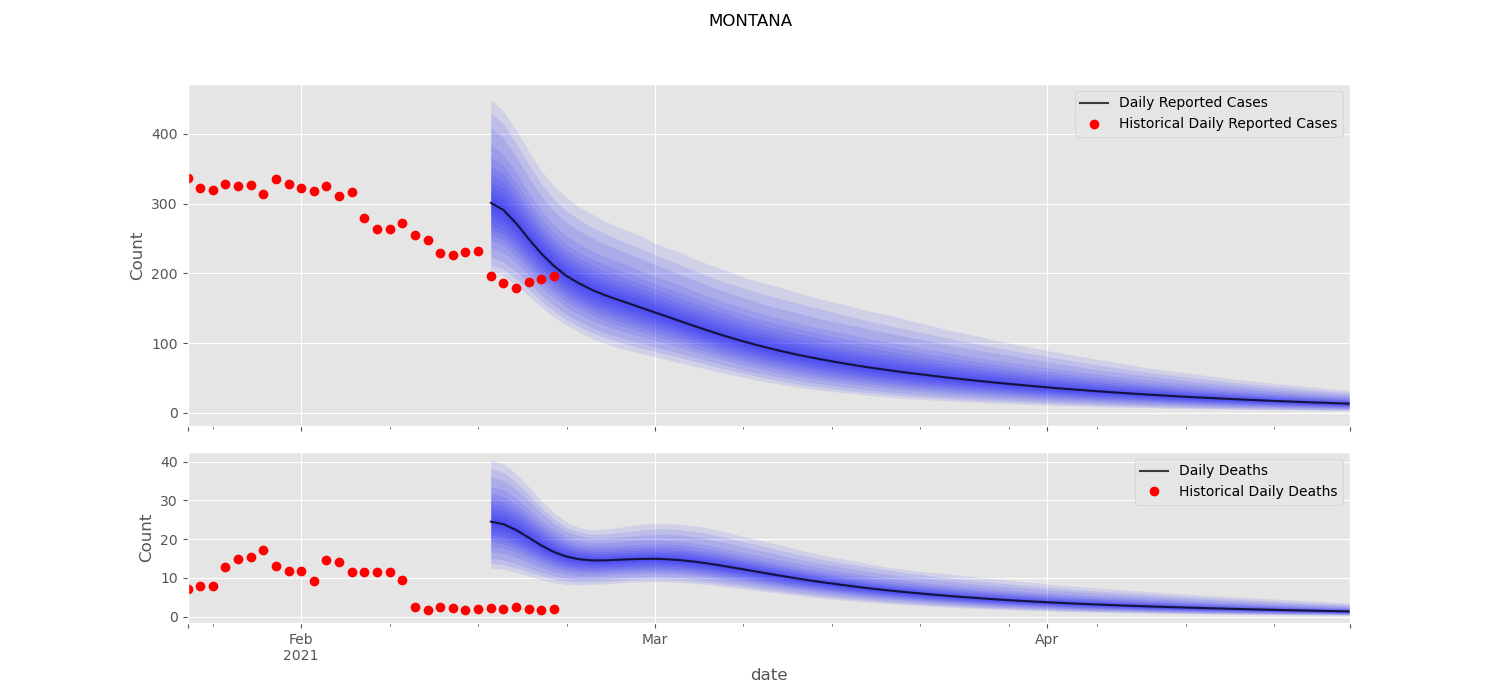 MONTANA
Daily Reported Cases
Historical Daily Reported Cases
Count
400
300
200
100
0
Daily Deaths
Historical Daily Deaths
Count
40
30
20
10
0
Feb
2021
Mar
Apr
date